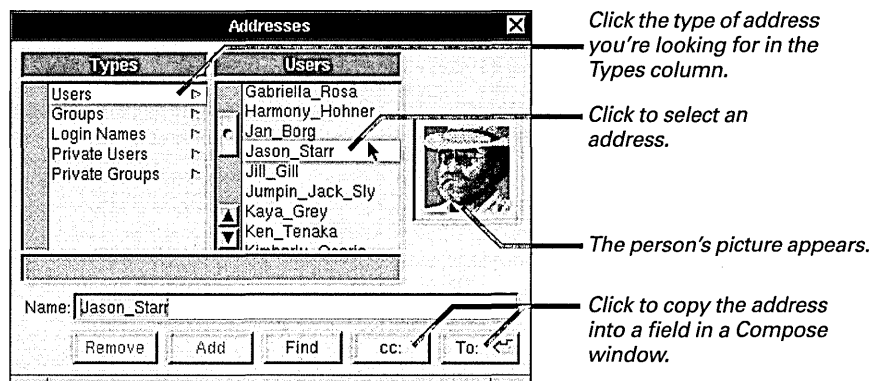 Addresses
Types
Users
Users
Groups
Login Names
Private Users
Private Groups
Gabriella_Rosa
Harmony_Hohner
Jan_Borg
Jason_Starr
Jill_Gill
Jumpin_Jack_Sly
Kaya_Grey
Ken_Tenaka
Name: Jason_Starr
Remove
Add
Find
cc:
To:
Click the type of address
you're looking for in the
Types column.
Click to select an
address.
The person's picture appears.
Click to copy the address
into a field in a Compose
window.